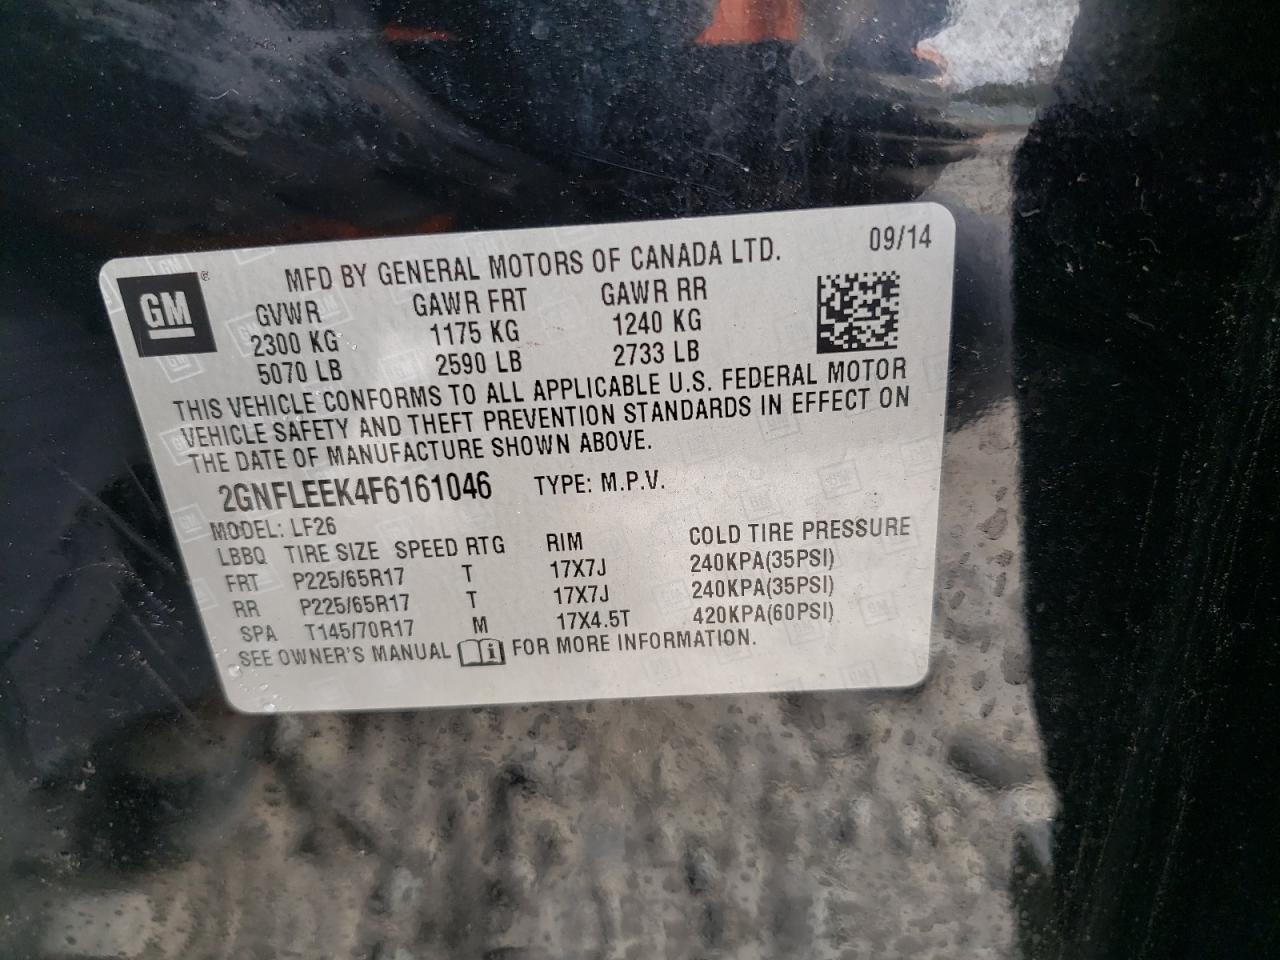 MFD BY GENERAL MOTORS OF CANADA LTD. 09/14
GM ®
GVWR GAWR FRT GAWR RR
2300 KG 1175 KG 1240 KG
5070 LB 2590 LB 2733 LB
THIS VEHICLE CONFORMS TO ALL APPLICABLE U.S. FEDERAL MOTOR
VEHICLE SAFETY AND THEFT PREVENTION STANDARDS IN EFFECT ON
THE DATE OF MANUFACTURE SHOWN ABOVE.
2GNFLEEK4F6161046 TYPE: M.P.V.
MODEL: LF26
LBBQ TIRE SIZE SPEED RTG RIM COLD TIRE PRESSURE
FRT P225/65R17 T 17X7J 240KPA(35PSI)
RR P225/65R17 T 17X7J 240KPA(35PSI)
SPA T145/70R17 M 17X4.5T 420KPA(60PSI)
SEE OWNER'S MANUAL i FOR MORE INFORMATION.